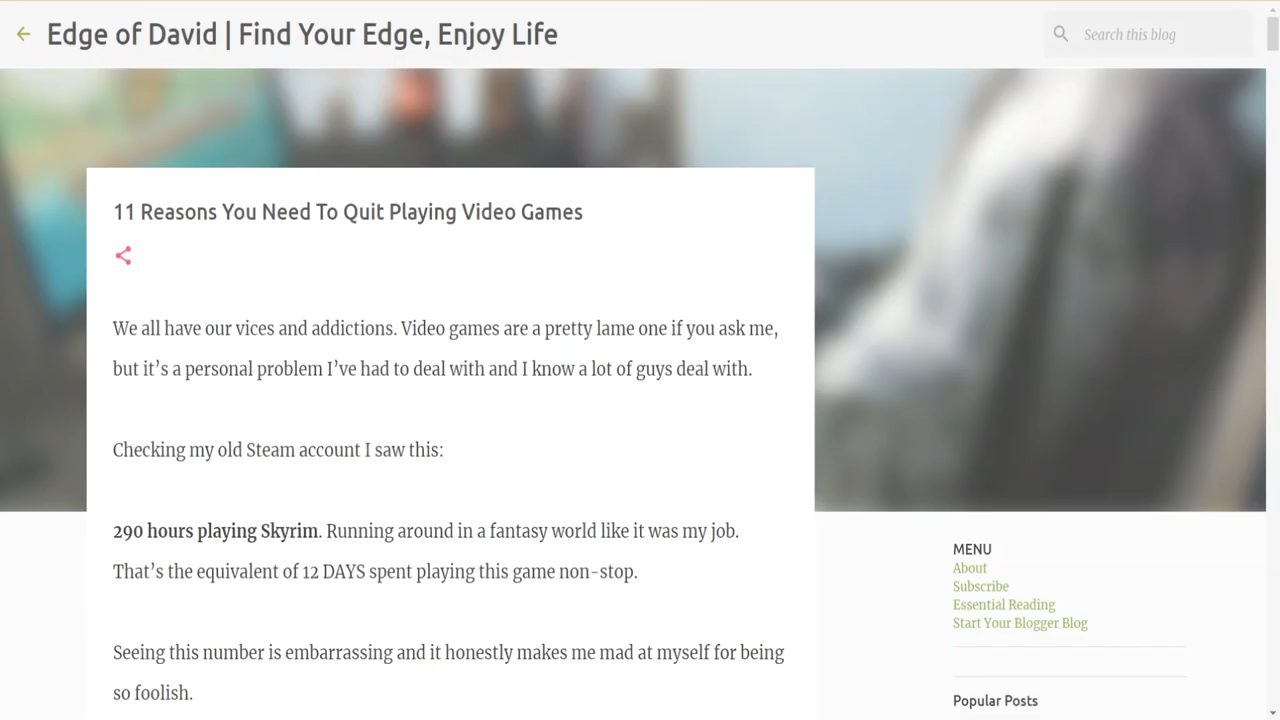 Edge of David | Find Your Edge, Enjoy Life
Search this blog
11 Reasons You Need To Quit Playing Video Games
We all have our vices and addictions. Video games are a pretty lame one if you ask me,
but it’s a personal problem I’ve had to deal with and I know a lot of guys deal with.
Checking my old Steam account I saw this:
290 hours playing Skyrim. Running around in a fantasy world like it was my job.
That’s the equivalent of 12 DAYS spent playing this game non-stop.
Seeing this number is embarrassing and it honestly makes me mad at myself for being
so foolish.
MENU
About
Subscribe
Essential Reading
Start Your Blogger Blog
Popular Posts